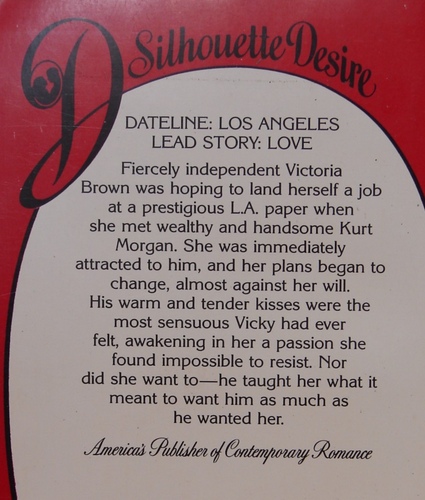 D
Silhouette Desire
DATELINE: LOS ANGELES
LEAD STORY: LOVE
Fiercely independent Victoria
Brown was hoping to land herself a job
at a prestigious L.A. paper when
she met wealthy and handsome Kurt
Morgan. She was immediately
attracted to him, and her plans began to
change, almost against her will.
His warm and tender kisses were the
most sensuous Vicky had ever
felt, awakening in her a passion she
found impossible to resist. Nor
did she want to—he taught her what it
meant to want him as much as
he wanted her.
America's Publisher of Contemporary Romance